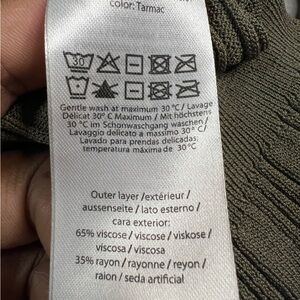 color: Tarmac
30
Gentle wash at maximum 30 °C / Lavage
Délicat 30° C Maximum / Mit höchstens
30 °C im Schonwaschgang waschen /
Lavaggio delicato a massimo 30° C /
Lavado para prendas delicadas:
temperatura máxima de 30°C
Outer layer /extérieur /
aussenseite / lato esterno /
cara exterior:
65% viscose / viscose / viskose /
viscosa / viscosa
35% rayon / rayonne / reyon /
raion / seda artificial